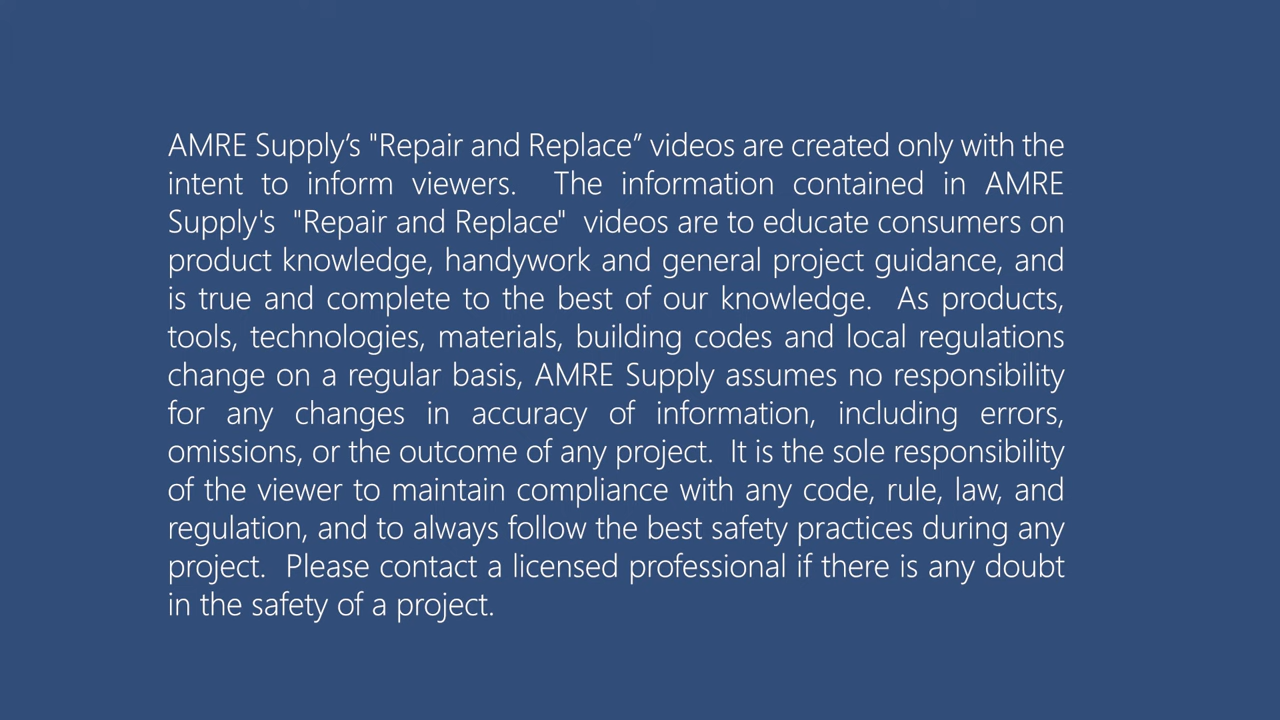 AMRE Supply’s "Repair and Replace” videos are created only with the
intent to inform viewers.  The information contained in AMRE
Supply's  "Repair and Replace"  videos are to educate consumers on
product knowledge, handywork and general project guidance, and
is true and complete to the best of our knowledge.  As products,
tools, technologies, materials, building codes and local regulations
change on a regular basis, AMRE Supply assumes no responsibility
for any changes in accuracy of information, including errors,
omissions, or the outcome of any project.  It is the sole responsibility
of the viewer to maintain compliance with any code, rule, law, and
regulation, and to always follow the best safety practices during any
project.  Please contact a licensed professional if there is any doubt
in the safety of a project.